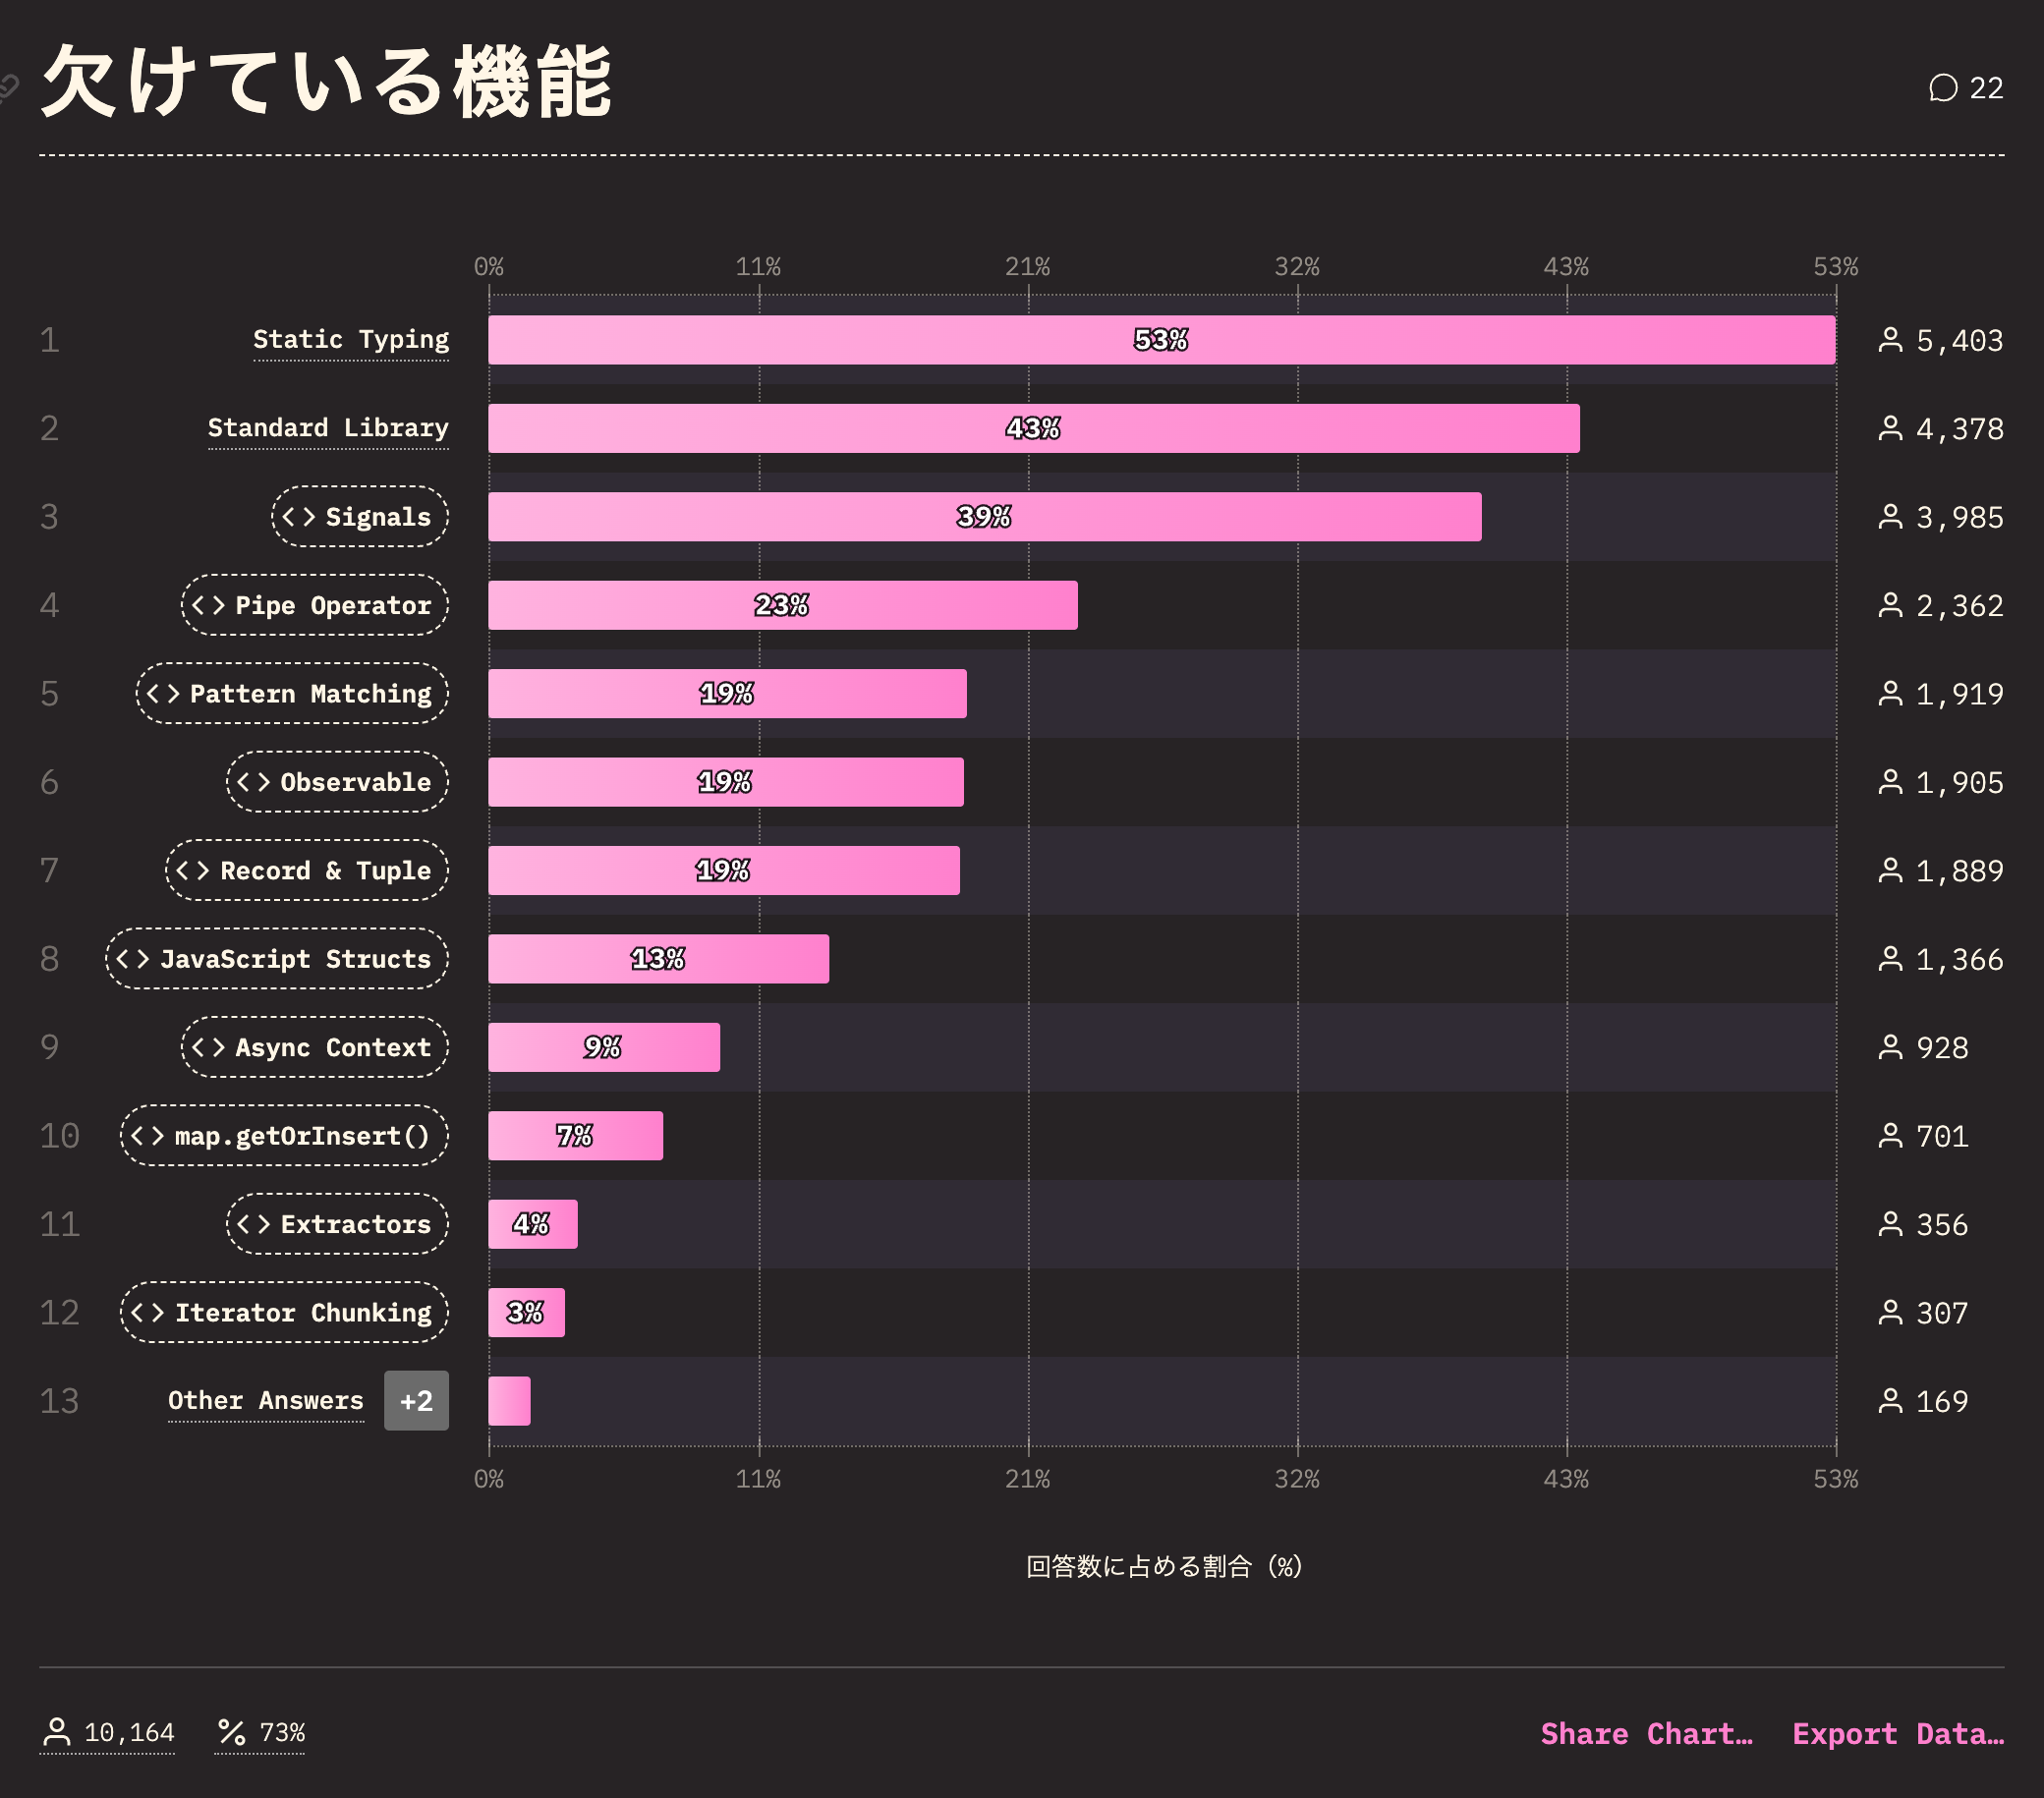 欠けている機能
22
0% 11% 21% 32% 43% 53%
1 Static Typing 53% 5,403
2 Standard Library 43% 4,378
3 <> Signals 39% 3,985
4 <> Pipe Operator 23% 2,362
5 <> Pattern Matching 19% 1,919
6 <> Observable 19% 1,905
7 <> Record & Tuple 19% 1,889
8 <> JavaScript Structs 13% 1,366
9 <> Async Context 9% 928
10 <> map.getOrInsert() 7% 701
11 <> Extractors 4% 356
12 <> Iterator Chunking 3% 307
13 Other Answers +2 169
0% 11% 21% 32% 43% 53%
回答数に占める割合（%）
10,164 % 73% Share Chart… Export Data…